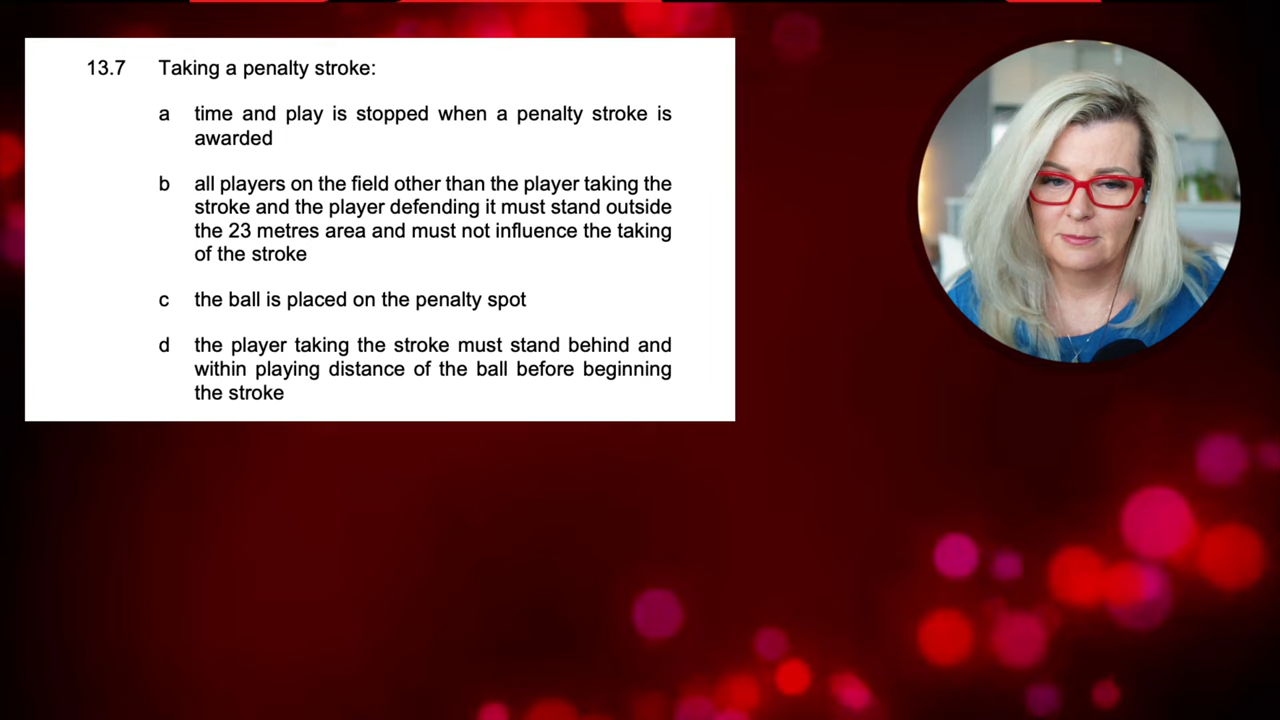 13.7 Taking a penalty stroke:
a time and play is stopped when a penalty stroke is
awarded
b all players on the field other than the player taking the
stroke and the player defending it must stand outside
the 23 metres area and must not influence the taking
of the stroke
c the ball is placed on the penalty spot
d the player taking the stroke must stand behind and
within playing distance of the ball before beginning
the stroke